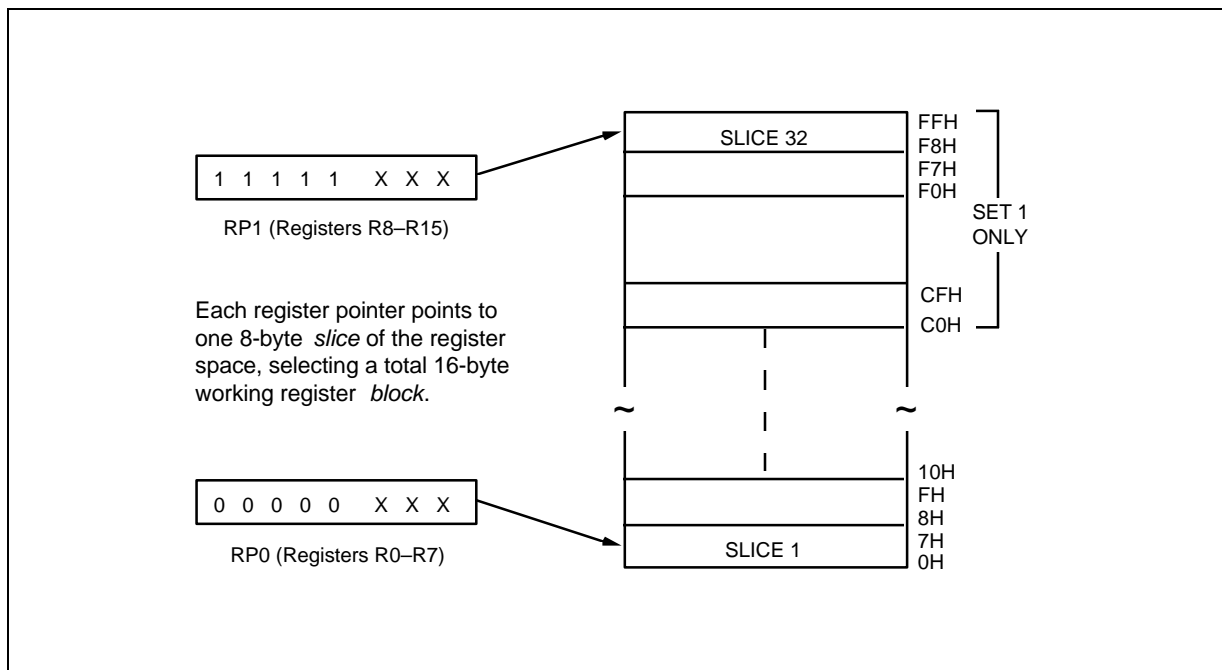 1 1 1 1 1 X X X
RP1 (Registers R8–R15)
Each register pointer points to
one 8-byte slice of the register
space, selecting a total 16-byte
working register block.
0 0 0 0 0 X X X
RP0 (Registers R0–R7)
SLICE 32
FFH
F8H
F7H
F0H
SET 1
ONLY
CFH
C0H
~ ~
10H
FH
8H
7H
SLICE 1
0H